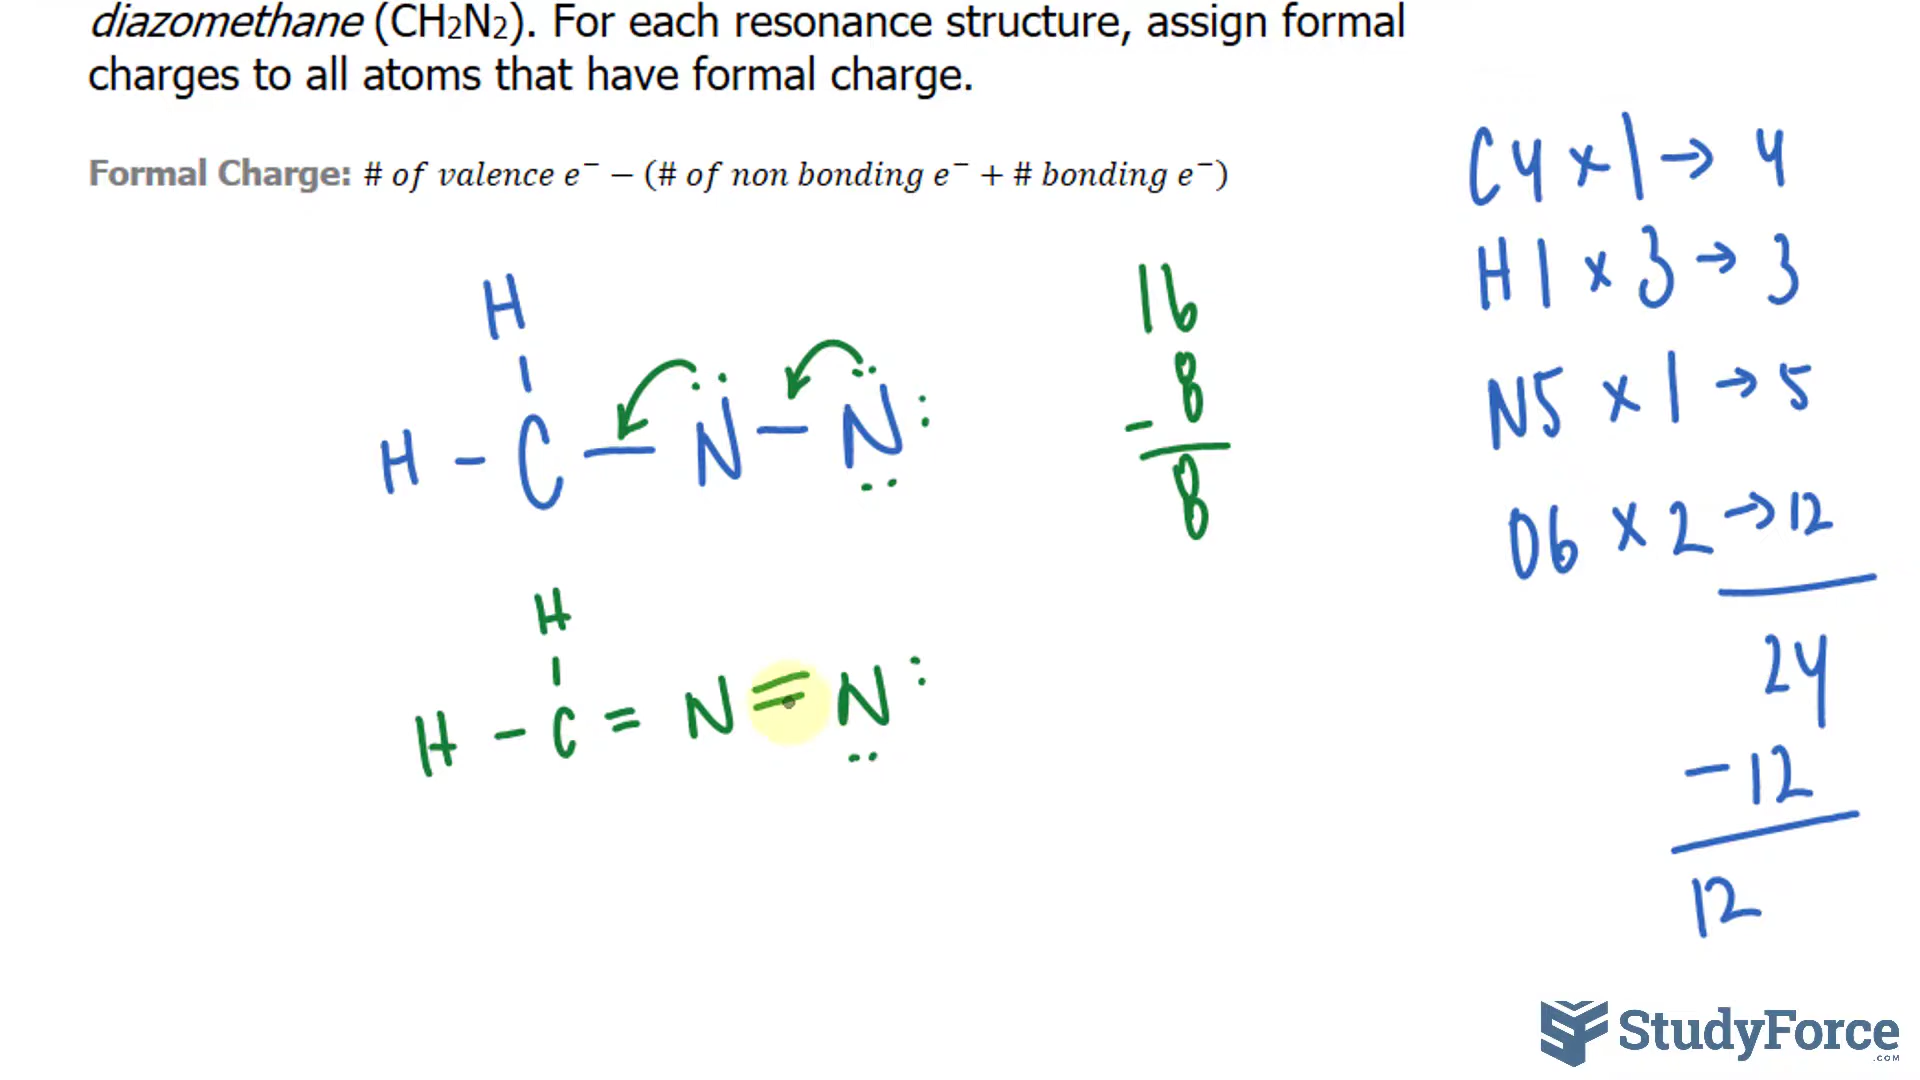 diazomethane (CH2N2). For each resonance structure, assign formal
charges to all atoms that have formal charge.
Formal Charge: # of valence e⁻ − (# of non bonding e⁻ + # bonding e⁻)
H
H - C - N - N
H
H - C = N = N
16
- 8
8
C4 x 1 → 4
H1 x 3 → 3
N5 x 1 → 5
O6 x 2 → 12
24
- 12
12
StudyForce
.COM